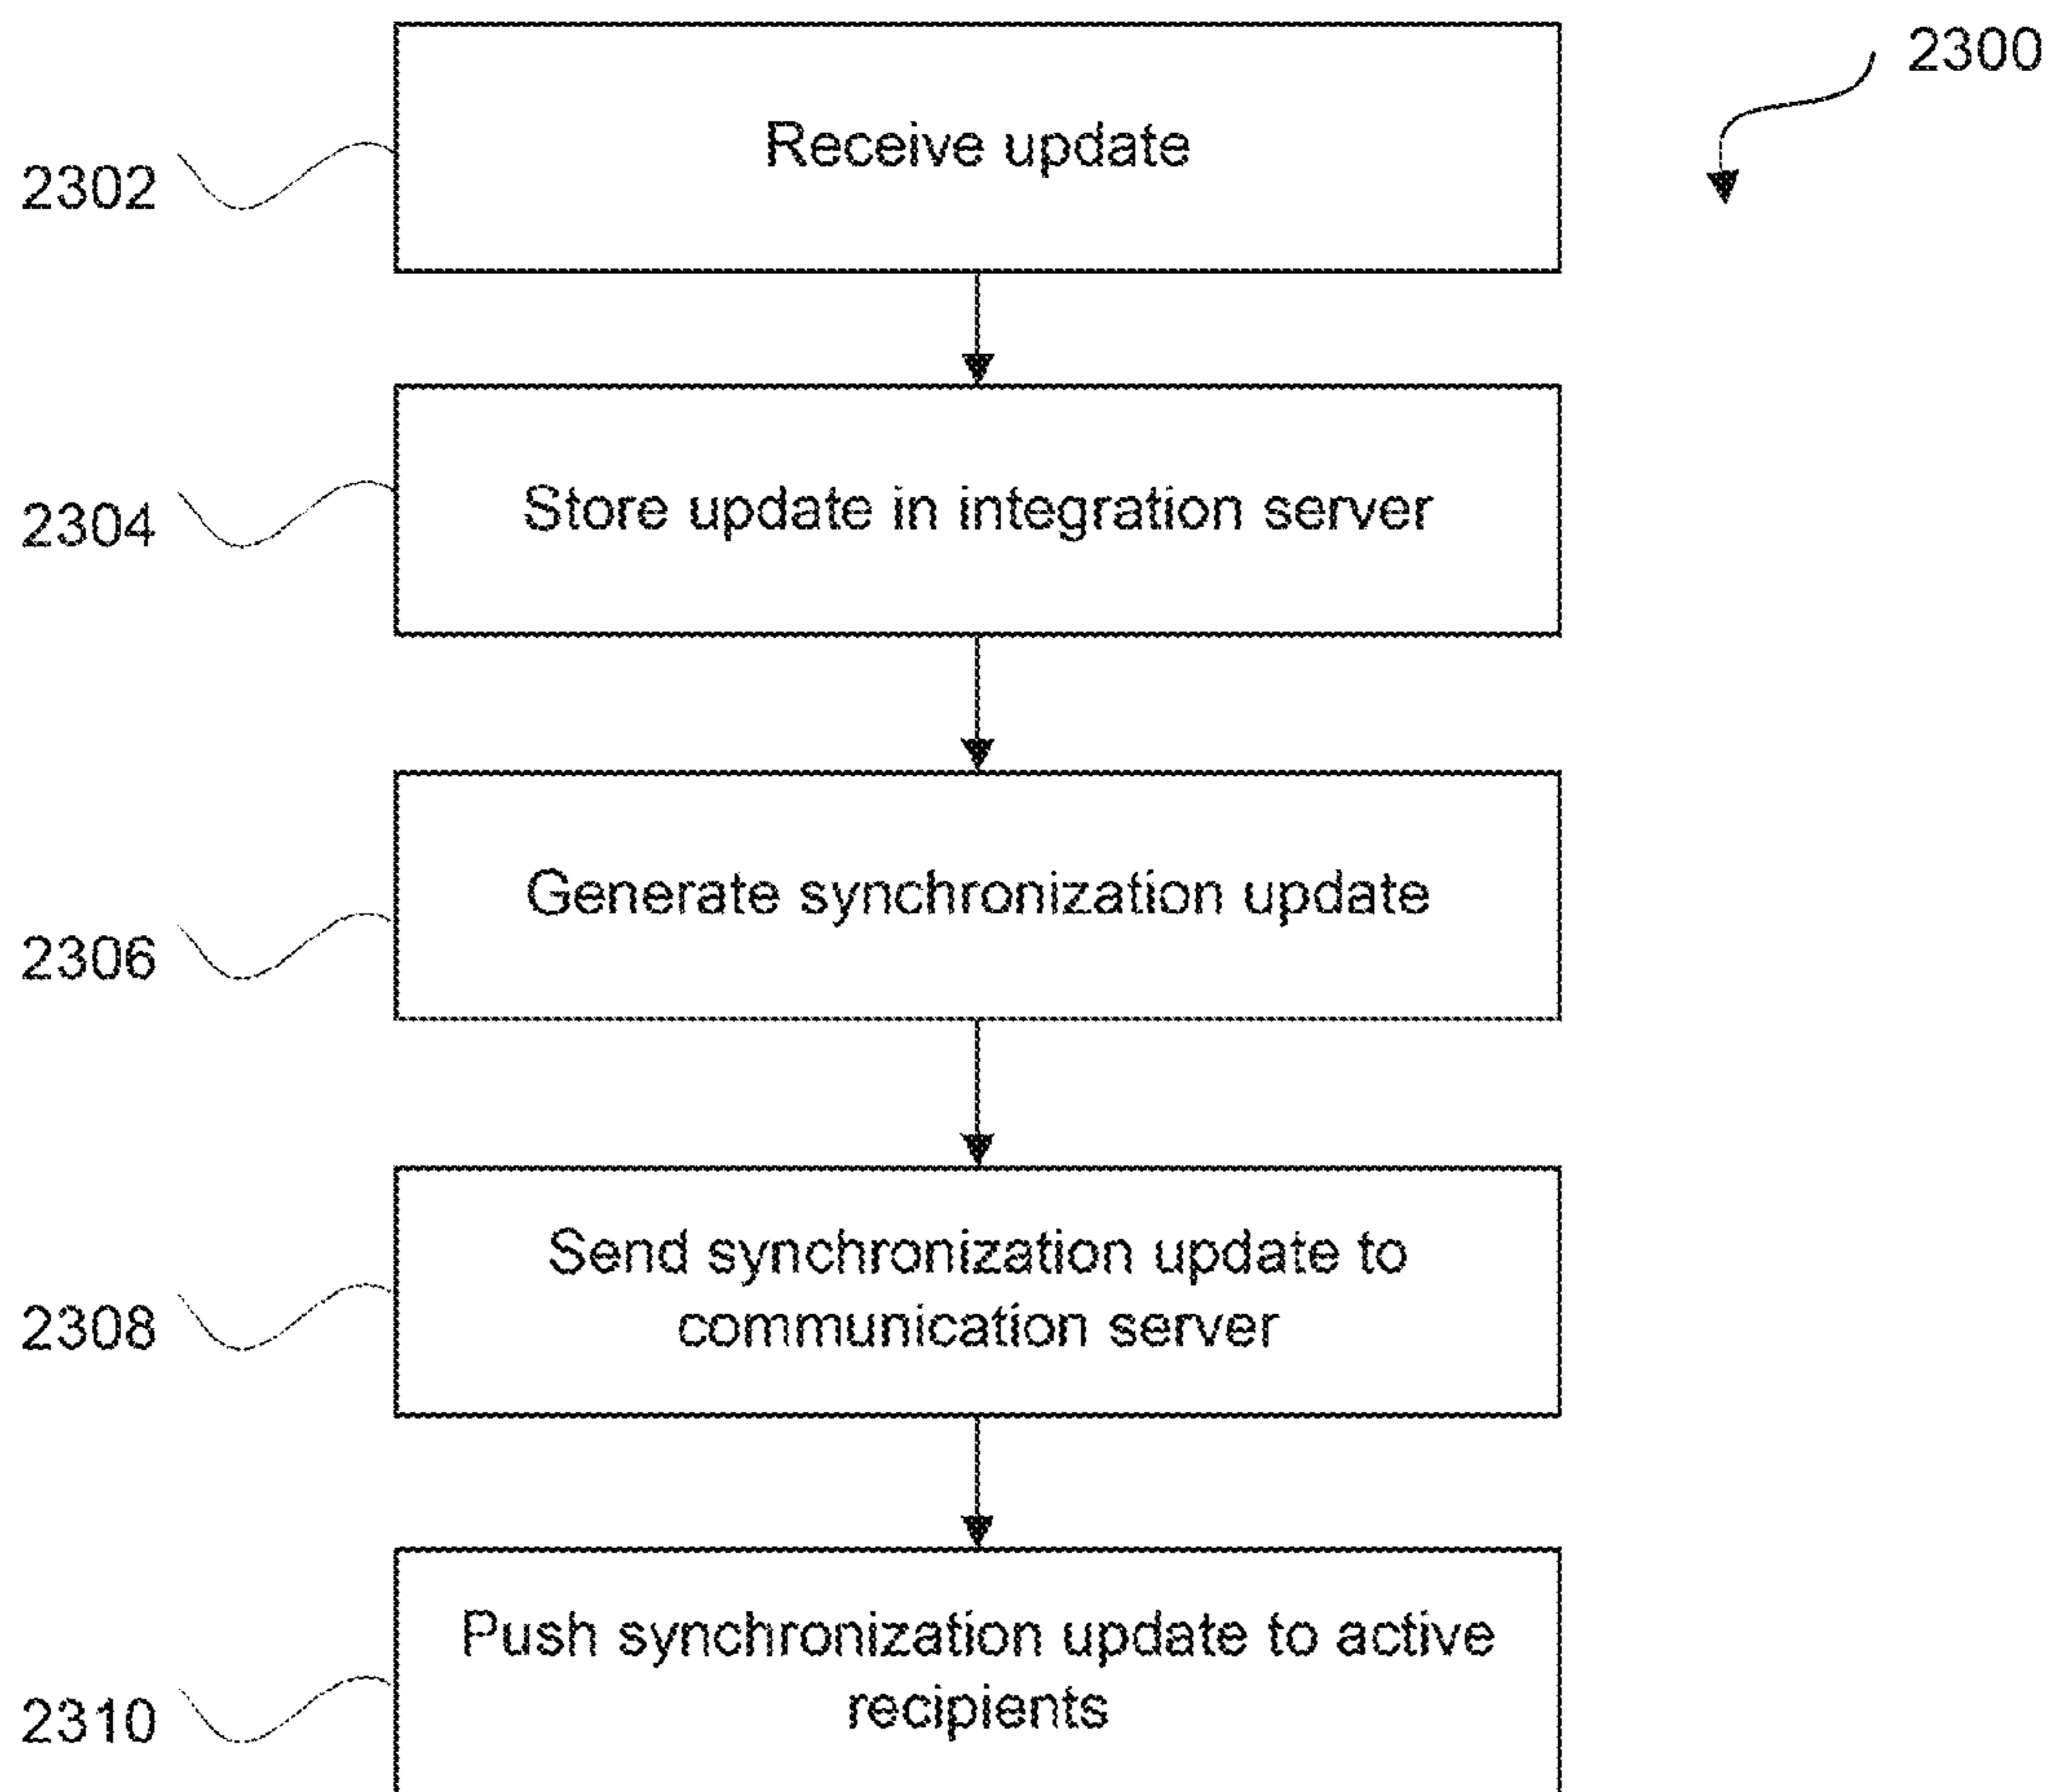 2300
Receive update
2302
Store update in integration server
2304
Generate synchronization update
2306
Send synchronization update to
communication server
2308
Push synchronization update to active
recipients
2310